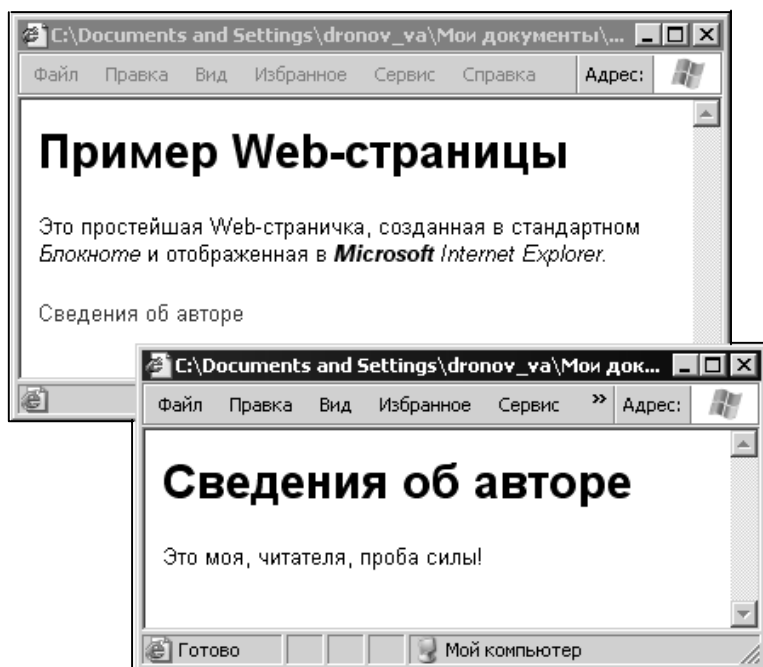 C:\Documents and Settings\dronov_va\Мои документы\...
Файл Правка Вид Избранное Сервис Справка Адрес:
Пример Web-страницы
Это простейшая Web-страничка, созданная в стандартном
Блокноте и отображенная в Microsoft Internet Explorer.
Сведения об авторе
C:\Documents and Settings\dronov_va\Мои док...
Файл Правка Вид Избранное Сервис » Адрес:
Сведения об авторе
Это моя, читателя, проба силы!
Готово Мой компьютер